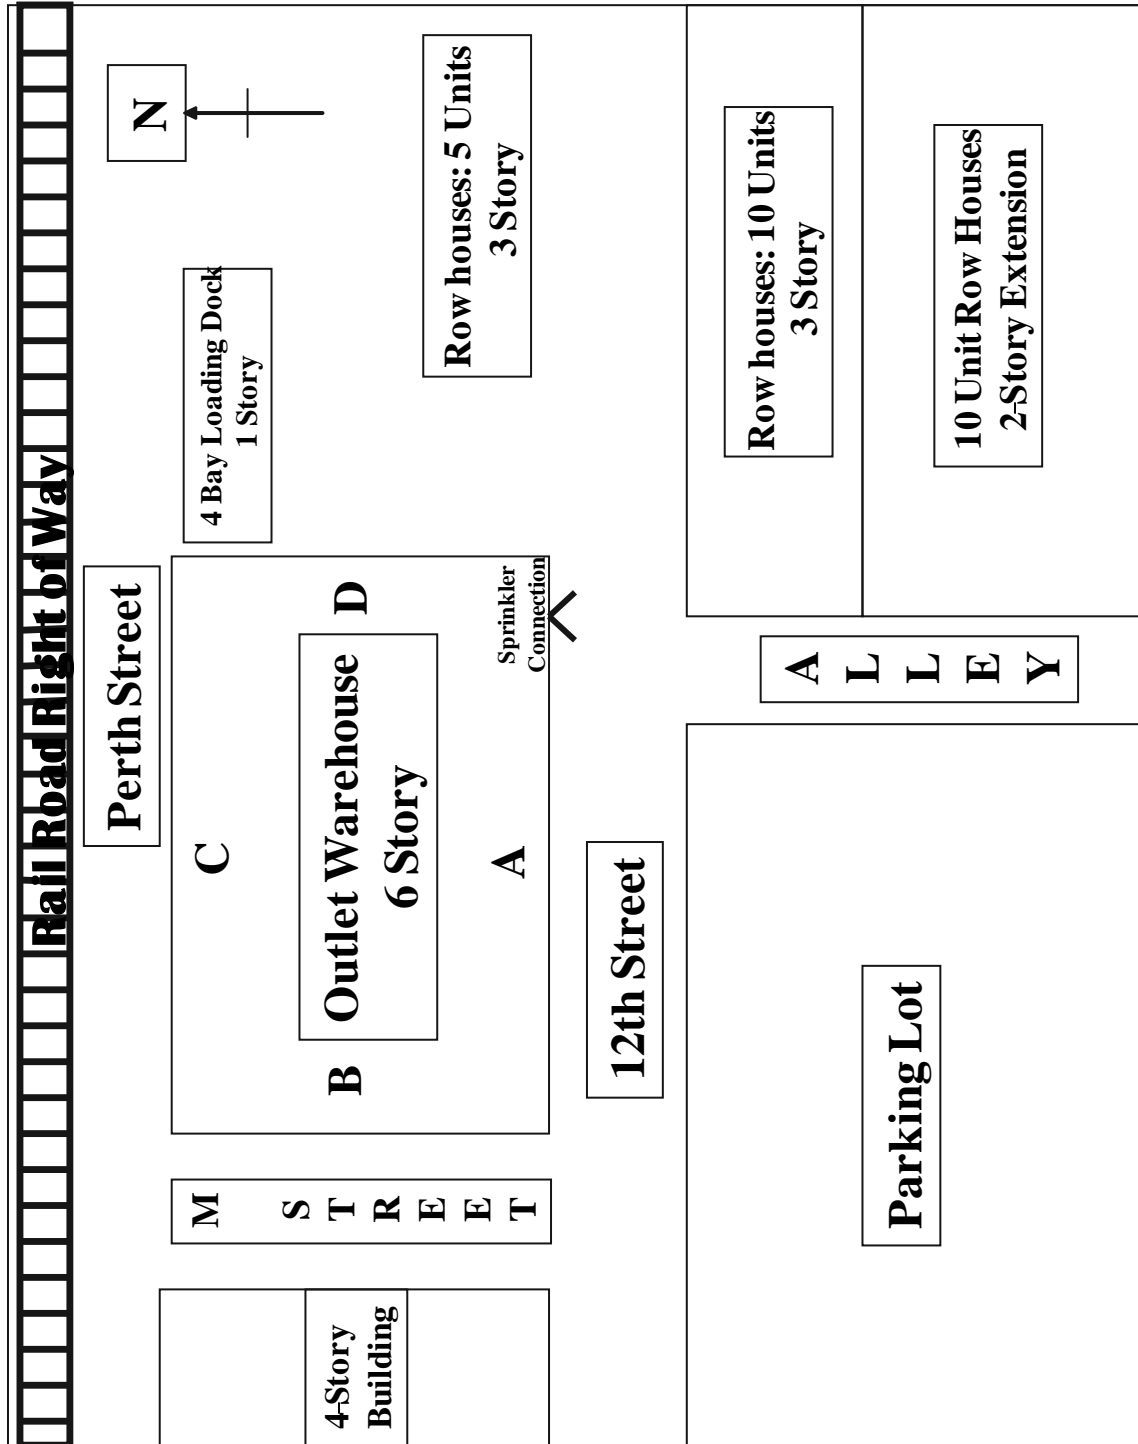 Rail Road Right of Way
N
Perth Street
4 Bay Loading Dock
1 Story
4-Story
Building
M
S
T
R
E
E
T
C
B
D
Outlet Warehouse
6 Story
A
Sprinkler
Connection
Row houses: 5 Units
3 Story
12th Street
Parking Lot
A
L
L
E
Y
Row houses: 10 Units
3 Story
10 Unit Row Houses
2-Story Extension